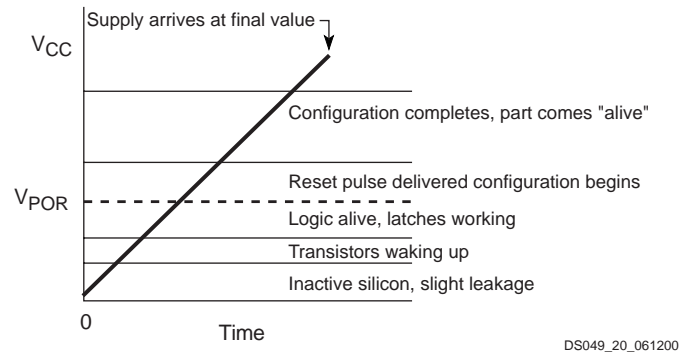 Supply arrives at final value
VCC
Configuration completes, part comes "alive"
Reset pulse delivered configuration begins
VPOR
Logic alive, latches working
Transistors waking up
Inactive silicon, slight leakage
0
Time
DS049_20_061200